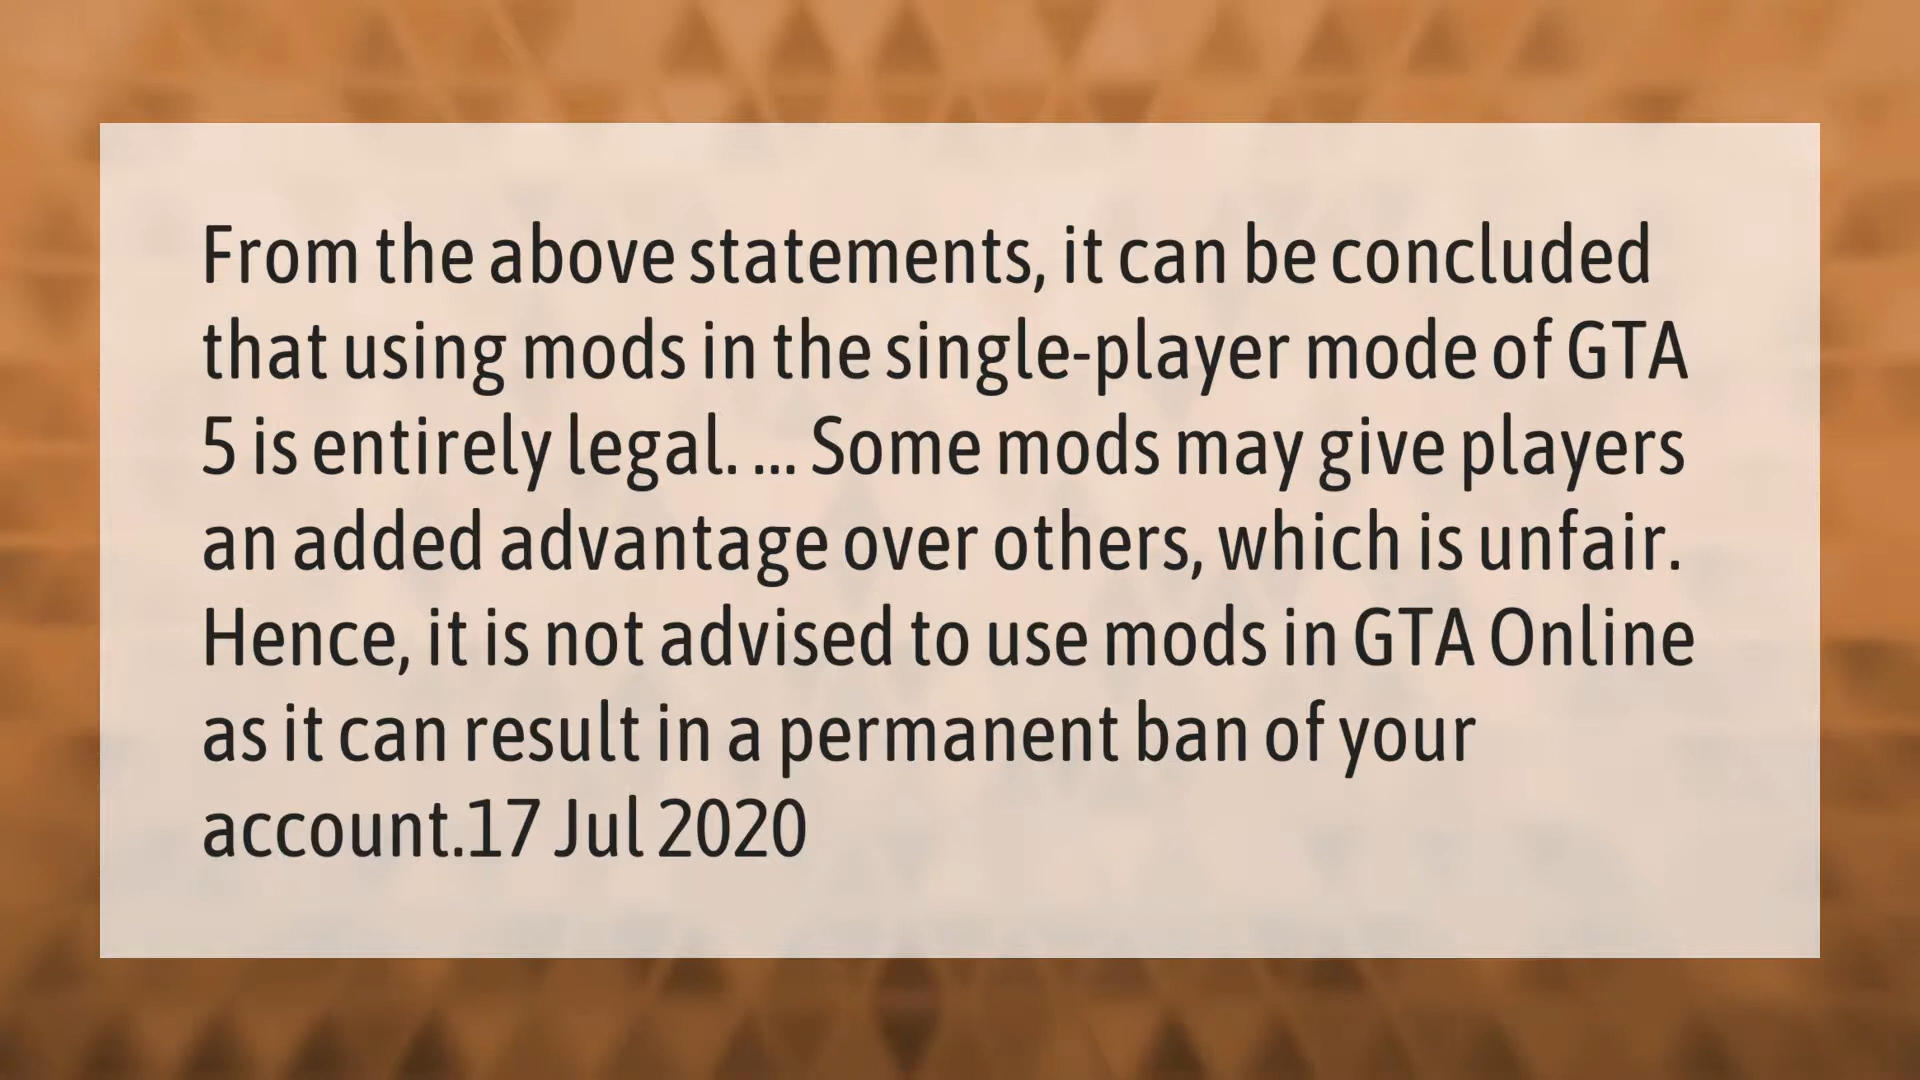 From the above statements, it can be concluded
that using mods in the single-player mode of GTA
5 is entirely legal. ... Some mods may give players
an added advantage over others, which is unfair.
Hence, it is not advised to use mods in GTA Online
as it can result in a permanent ban of your
account.17 Jul 2020